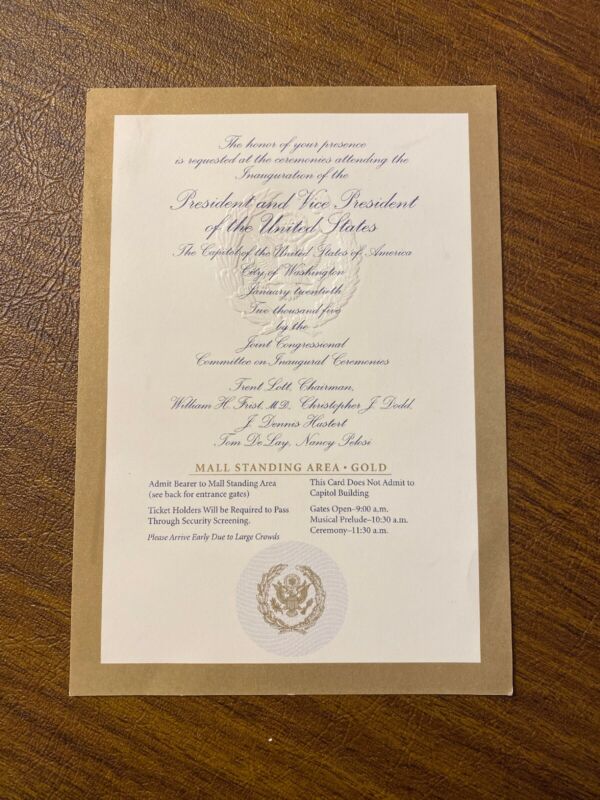 The honor of your presence
is requested at the ceremonies attending the
Inauguration of the
President and Vice President
of the United States
The Capitol of the United States of America
City of Washington
January twentieth
Two thousand five
by the
Joint Congressional
Committee on Inaugural Ceremonies
Trent Lott, Chairman,
William H. Frist, M.D., Christopher J. Dodd,
J. Dennis Hastert
Tom DeLay, Nancy Pelosi
MALL STANDING AREA • GOLD
Admit Bearer to Mall Standing Area
(see back for entrance gates)
Ticket Holders Will be Required to Pass
Through Security Screening.
Please Arrive Early Due to Large Crowds
This Card Does Not Admit to
Capitol Building
Gates Open–9:00 a.m.
Musical Prelude–10:30 a.m.
Ceremony–11:30 a.m.